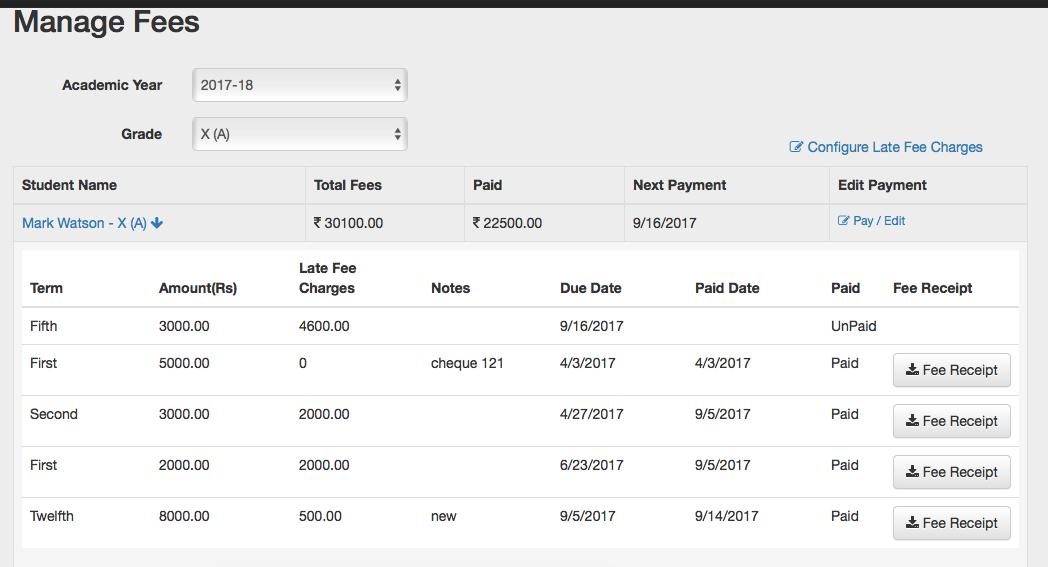 Manage Fees
Academic Year 2017-18
Grade X (A)
Configure Late Fee Charges
Student Name Total Fees Paid Next Payment Edit Payment
Mark Watson - X (A) ₹ 30100.00 ₹ 22500.00 9/16/2017 Pay / Edit
Late Fee
Term Amount(Rs) Charges Notes Due Date Paid Date Paid Fee Receipt
Fifth 3000.00 4600.00 9/16/2017 UnPaid
First 5000.00 0 cheque 121 4/3/2017 4/3/2017 Paid Fee Receipt
Second 3000.00 2000.00 4/27/2017 9/5/2017 Paid Fee Receipt
First 2000.00 2000.00 6/23/2017 9/5/2017 Paid Fee Receipt
Twelfth 8000.00 500.00 new 9/5/2017 9/14/2017 Paid Fee Receipt